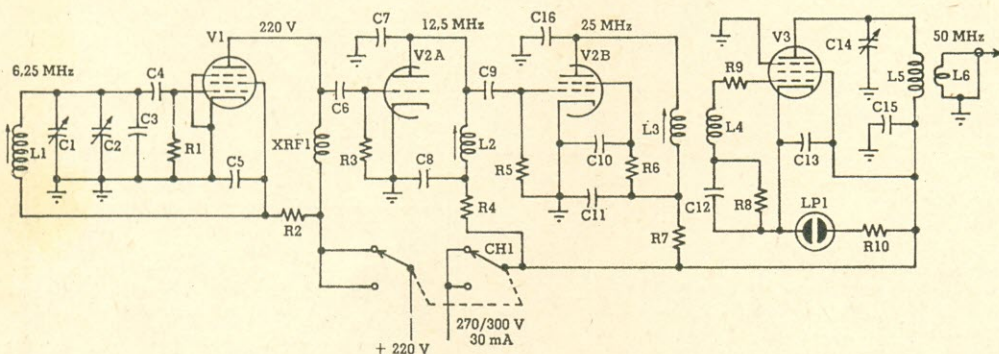 6,25 MHz
C1
L1
C2
C3
C4
R1
V1
220 V
C5
R2
XRF1
C6
C7
12,5 MHz
V2A
R3
C8
L2
R4
C9
C16
25 MHz
V2B
R5
C10
C11
R6
L3
R7
V3
R9
L4
C12
R8
C13
LP1
R10
C14
C15
L5
L6
50 MHz
CH1
270/300 V
30 mA
+ 220 V